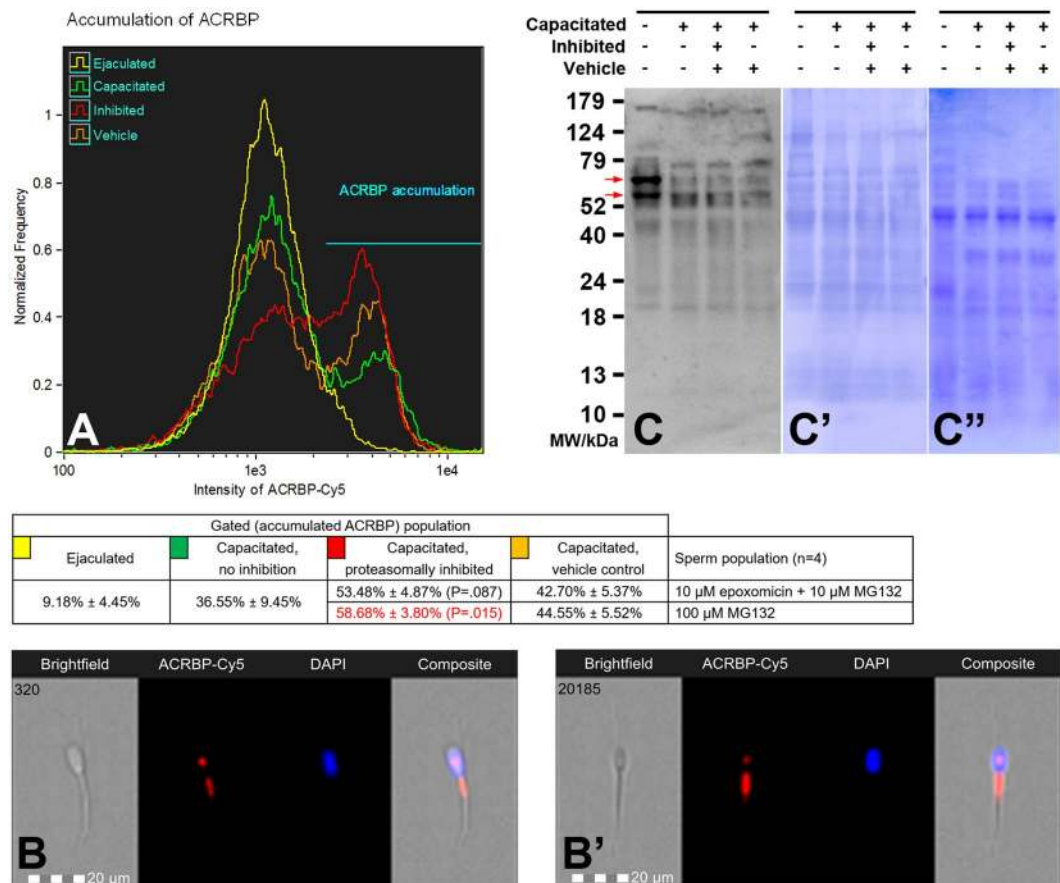 Accumulation of ACRBP
Ejaculated
Capacitated
Inhibited
Vehicle
ACRBP accumulation
Normalized Frequency
1
0.8
0.6
0.4
0.2
0
100
1e3
1e4
Intensity of ACRBP-Cy5
A
Capacitated - + + + - + + + - + + +
Inhibited - - + - - - + - - - + -
Vehicle - - + + - - + + - - + +
179
124
79
52
40
24
18
13
10
MW/kDa
C
C'
C"
Gated (accumulated ACRBP) population
Ejaculated
Capacitated, no inhibition
Capacitated, proteasomally inhibited
Capacitated, vehicle control
Sperm population (n=4)
9.18% ± 4.45%
36.55% ± 9.45%
53.48% ± 4.87% (P=.087)
42.70% ± 5.37%
10 µM epoxomicin + 10 µM MG132
58.68% ± 3.80% (P=.015)
44.55% ± 5.52%
100 µM MG132
Brightfield ACRBP-Cy5 DAPI Composite
320
B
20 µm
Brightfield ACRBP-Cy5 DAPI Composite
20185
B'
20 µm